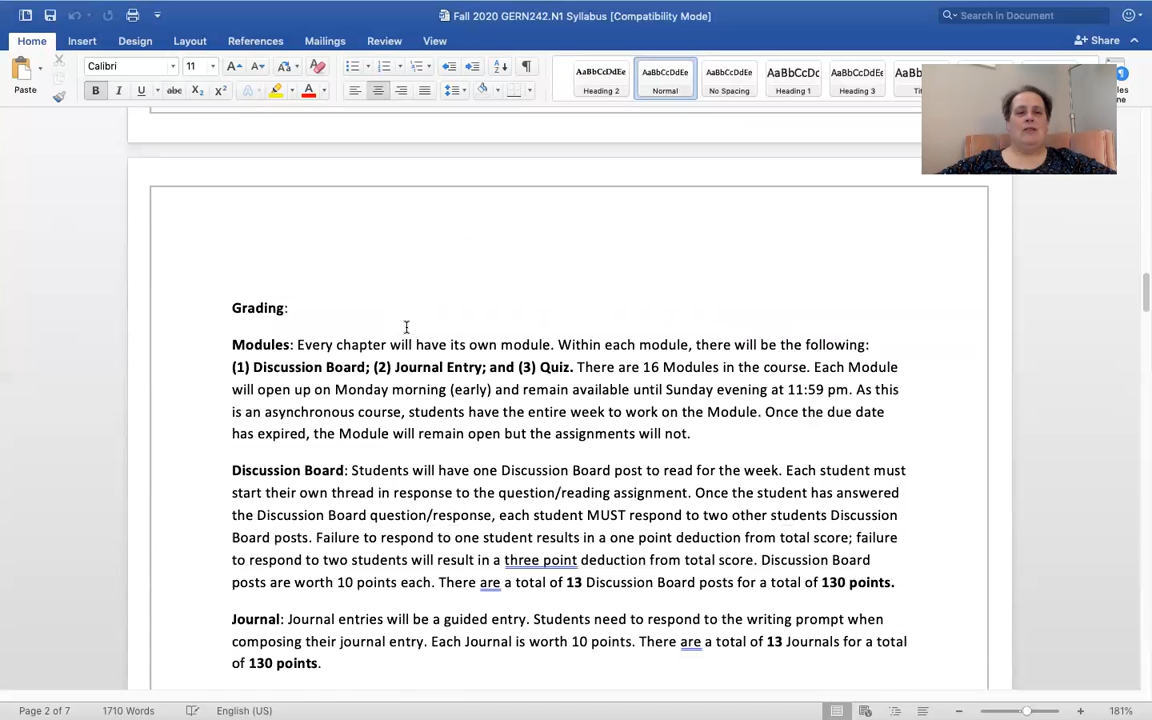 Fall 2020 GERN242.N1 Syllabus [Compatibility Mode]
Search in Document
Home Insert Design Layout References Mailings Review View
Share
Paste
Calibri 11
B I U abc X2 X2 A A
AaBbCcDdEe AaBbCcDdEe AaBbCcDdEe AaBbCcDc AaBbCcDdEe AaBb
Heading 2 Normal No Spacing Heading 1 Heading 3
Grading:
Modules: Every chapter will have its own module. Within each module, there will be the following:
(1) Discussion Board; (2) Journal Entry; and (3) Quiz. There are 16 Modules in the course. Each Module
will open up on Monday morning (early) and remain available until Sunday evening at 11:59 pm. As this
is an asynchronous course, students have the entire week to work on the Module. Once the due date
has expired, the Module will remain open but the assignments will not.
Discussion Board: Students will have one Discussion Board post to read for the week. Each student must
start their own thread in response to the question/reading assignment. Once the student has answered
the Discussion Board question/response, each student MUST respond to two other students Discussion
Board posts. Failure to respond to one student results in a one point deduction from total score; failure
to respond to two students will result in a three point deduction from total score. Discussion Board
posts are worth 10 points each. There are a total of 13 Discussion Board posts for a total of 130 points.
Journal: Journal entries will be a guided entry. Students need to respond to the writing prompt when
composing their journal entry. Each Journal is worth 10 points. There are a total of 13 Journals for a total
of 130 points.
Page 2 of 7 1710 Words English (US) 181%